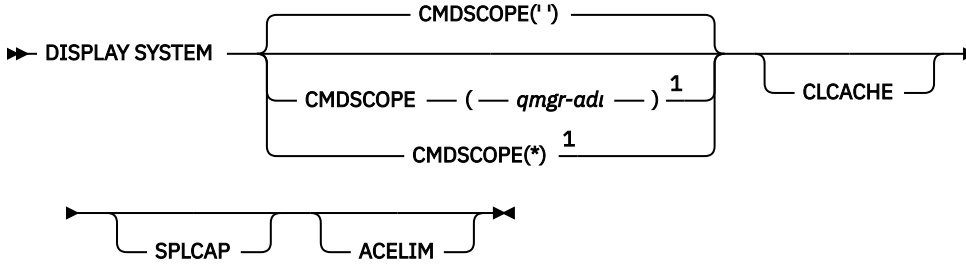 CMDSCOPE(' ')
DISPLAY SYSTEM
CMDSCOPE ( qmgr-adı ) 1
CLCACHE
CMDSCOPE(*) 1
SPLCAP
ACELIM